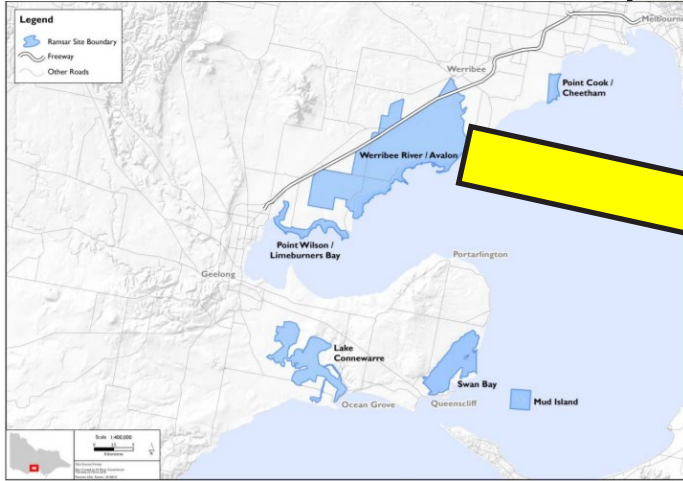 Legend
Ramsar Site Boundary
Freeway
Other Roads
Melbourne
Werribee
Point Cook /
Cheetham
Werribee River / Avalon
Point Wilson /
Limeburners Bay
Portarlington
Geelong
Lake
Connewarre
Swan Bay
Mud Island
Ocean Grove
Queenscliff
Scale 1:400,000